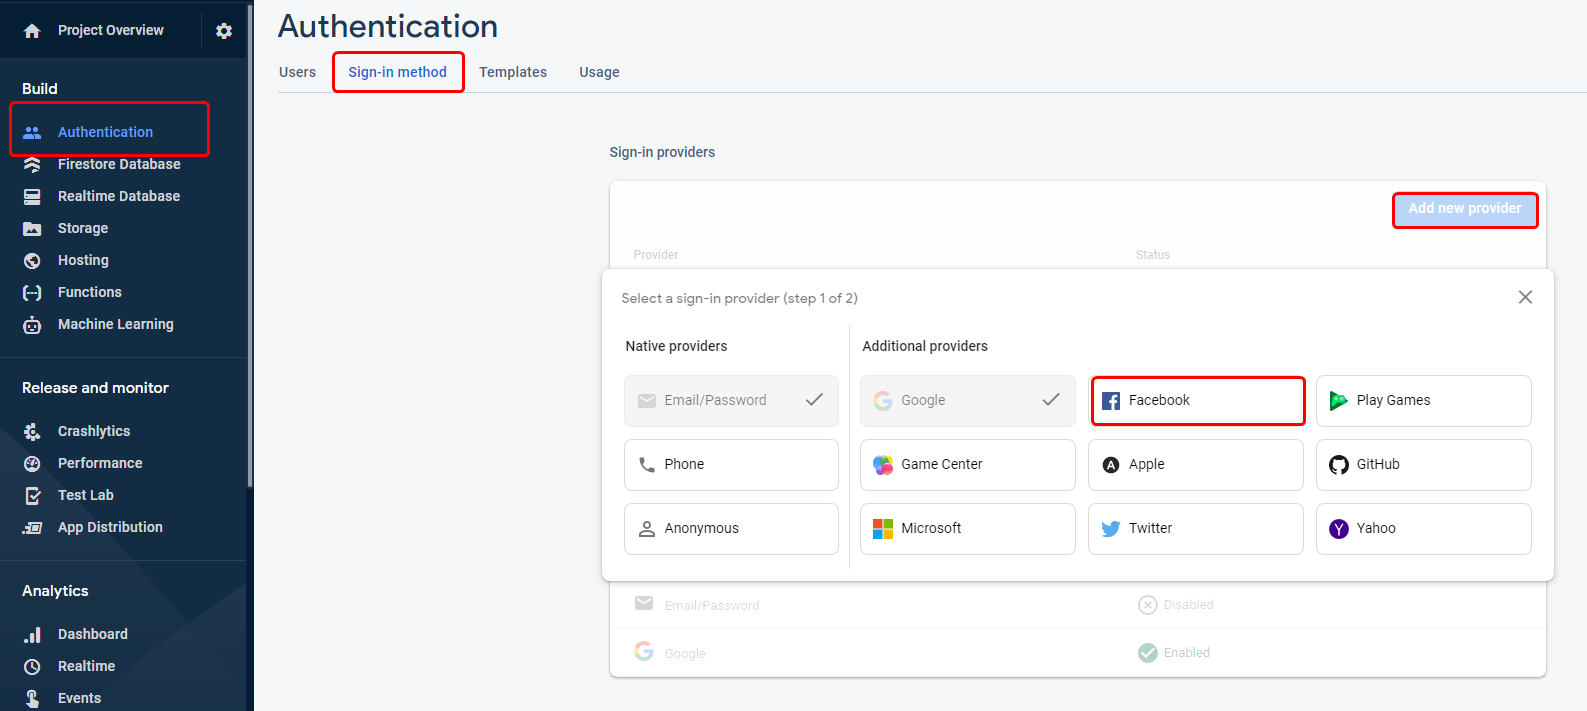 Project Overview
Build
Authentication
Firestore Database
Realtime Database
Storage
Hosting
Functions
Machine Learning
Release and monitor
Crashlytics
Performance
Test Lab
App Distribution
Analytics
Dashboard
Realtime
Events
Authentication
Users Sign-in method Templates Usage
Sign-in providers
Add new provider
Provider Status
Select a sign-in provider (step 1 of 2)
Native providers Additional providers
Email/Password Google Facebook Play Games
Phone Game Center Apple GitHub
Anonymous Microsoft Twitter Yahoo
Email/Password Disabled
Google Enabled